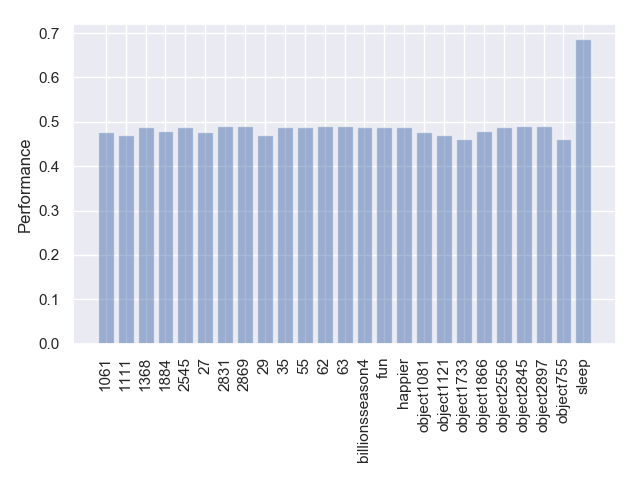 0.7
0.6
0.5
0.4
0.3
0.2
0.1
0.0
Performance
1061
1111
1368
1884
2545
27
2831
2869
29
35
55
62
63
billionsseason4
fun
happier
object1081
object1121
object1733
object1866
object2556
object2845
object2897
object755
sleep